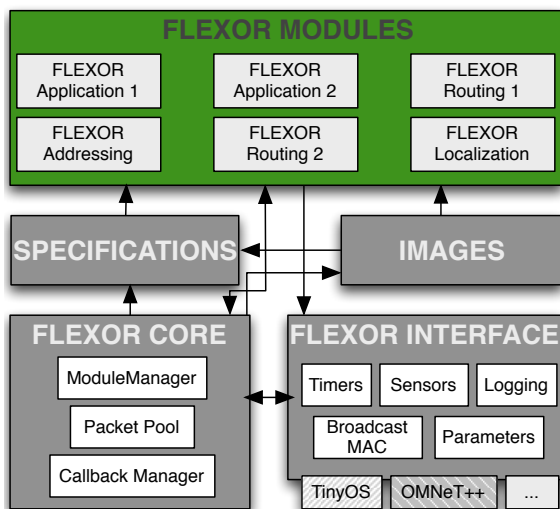 FLEXOR MODULES
FLEXOR
Application 1
FLEXOR
Application 2
FLEXOR
Routing 1
FLEXOR
Addressing
FLEXOR
Routing 2
FLEXOR
Localization
SPECIFICATIONS
IMAGES
FLEXOR CORE
ModuleManager
Packet Pool
Callback Manager
FLEXOR INTERFACE
Timers
Sensors
Logging
Broadcast
MAC
Parameters
TinyOS
OMNeT++
...